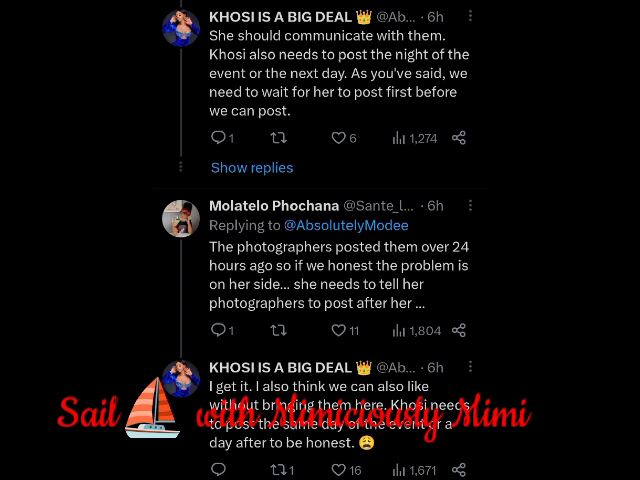 KHOSI IS A BIG DEAL 👑 @Ab... · 6h
She should communicate with them.
Khosi also needs to post the night of the
event or the next day. As you've said, we
need to wait for her to post first before
we can post.
1 6 1,274
Show replies
Molatelo Phochana @Sante_l... · 6h
Replying to @AbsolutelyModee
The photographers posted them over 24
hours ago so if we honest the problem is
on her side... she needs to tell her
photographers to post after her ...
1 11 1,804
KHOSI IS A BIG DEAL 👑 @Ab... · 6h
I get it. I also think we can also like
without bringing them here. Khosi needs
to post the same day of the event or a
day after to be honest. 😩
Sail with Mimiciously Mimi
1 16 1,671